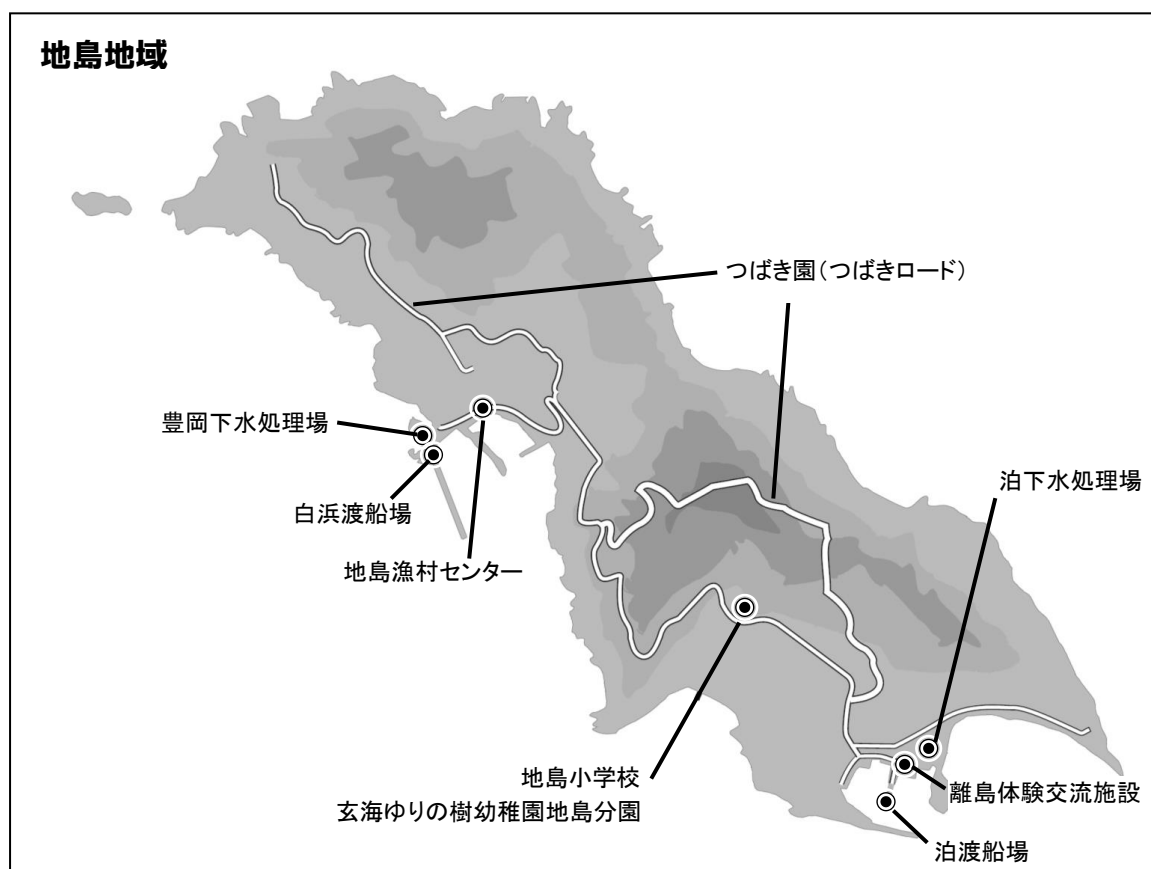 地島地域
つばき園(つばきロード)
豊岡下水処理場
白浜渡船場
地島漁村センター
泊下水処理場
地島小学校
玄海ゆりの樹幼稚園地島分園
離島体験交流施設
泊渡船場